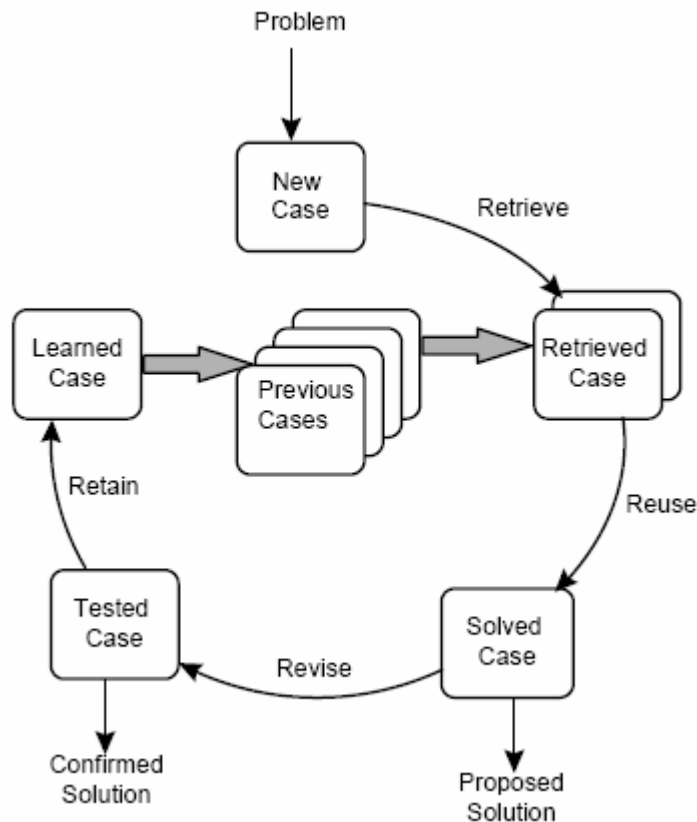 Problem
New
Case
Retrieve
Learned
Case
Previous
Cases
Retrieved
Case
Retain
Reuse
Tested
Case
Solved
Case
Revise
Confirmed
Solution
Proposed
Solution